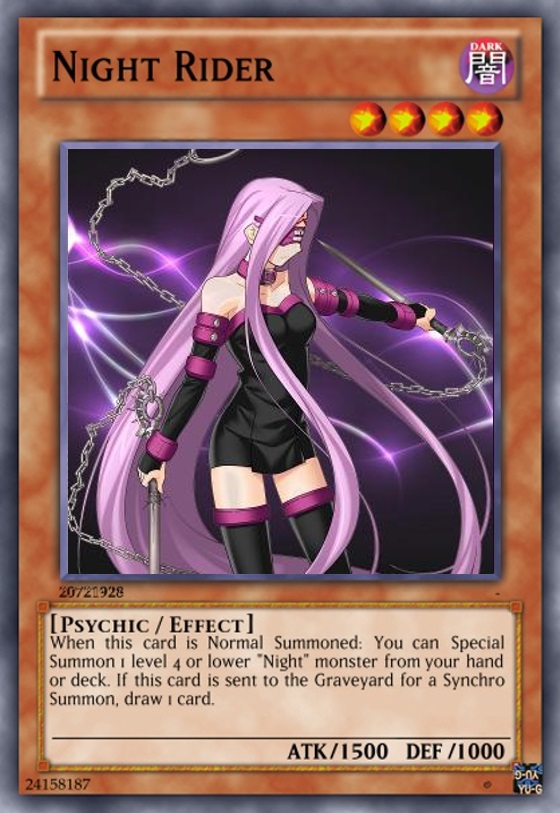 Night Rider
DARK
闇
20721928
[Psychic / Effect]
When this card is Normal Summoned: You can Special
Summon 1 level 4 or lower "Night" monster from your hand
or deck. If this card is sent to the Graveyard for a Synchro
Summon, draw 1 card.
ATK/1500 DEF/1000
24158187
YU-G